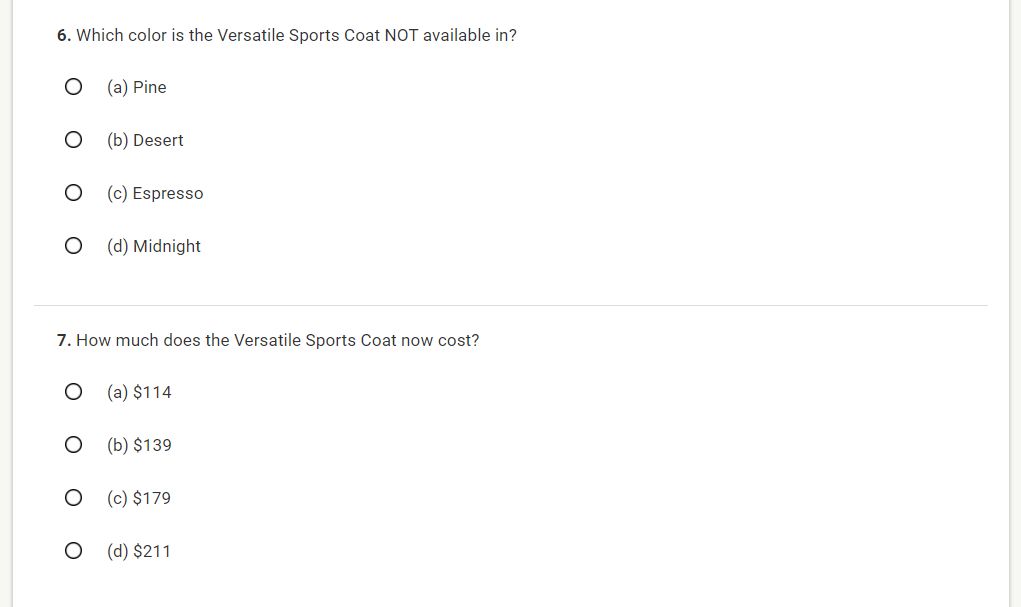 6. Which color is the Versatile Sports Coat NOT available in?
(a) Pine
(b) Desert
(c) Espresso
(d) Midnight
7. How much does the Versatile Sports Coat now cost?
(a) $114
(b) $139
(c) $179
(d) $211